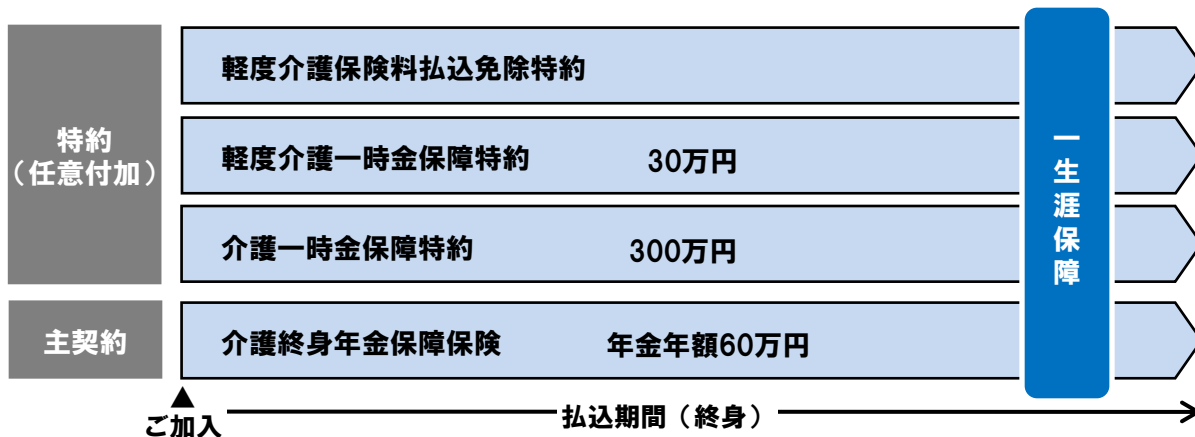 特約
（任意付加）
軽度介護保険料払込免除特約
軽度介護一時金保障特約 30万円
介護一時金保障特約 300万円
主契約
介護終身年金保障保険 年金年額60万円
一生涯保障
▲
ご加入
払込期間（終身）